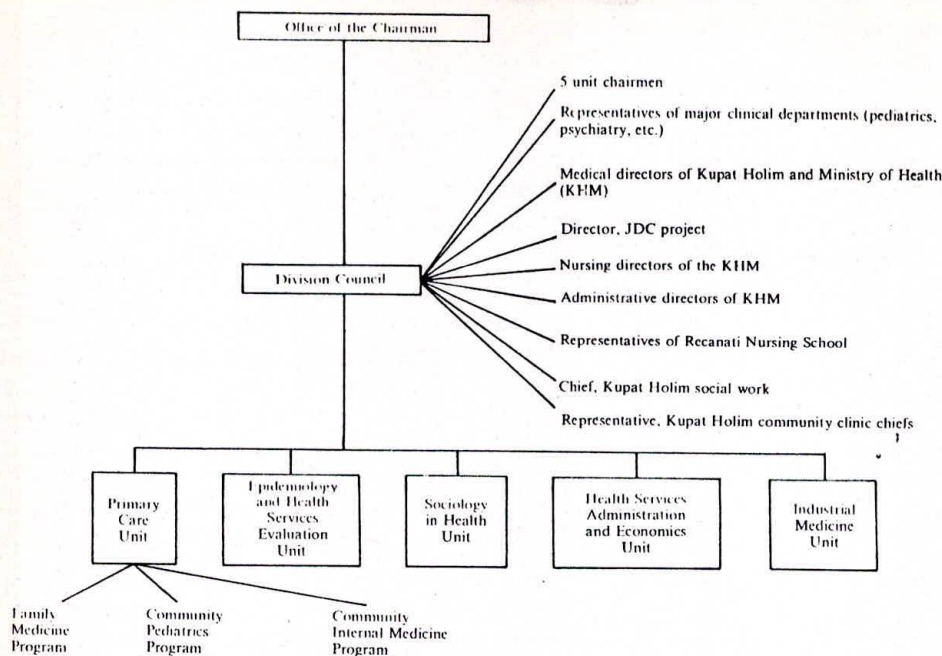 Office of the Chairman
5 unit chairmen
Representatives of major clinical departments (pediatrics,
psychiatry, etc.)
Medical directors of Kupat Holim and Ministry of Health
(KHM)
Director, JDC project
Nursing directors of the KHM
Division Council
Administrative directors of KHM
Representatives of Recanati Nursing School
Chief, Kupat Holim social work
Representative, Kupat Holim community clinic chiefs
Primary
Care
Unit
Epidemiology
and Health
Services
Evaluation
Unit
Sociology
in Health
Unit
Health Services
Administration
and Economics
Unit
Industrial
Medicine
Unit
Family
Medicine
Program
Community
Pediatrics
Program
Community
Internal Medicine
Program